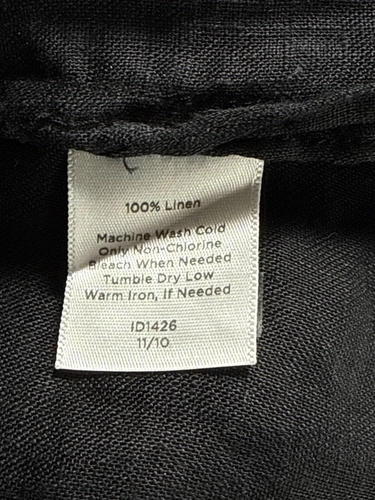 100% Linen
Machine Wash Cold
Only Non-Chlorine
Bleach When Needed
Tumble Dry Low
Warm Iron, If Needed
ID1426
11/10